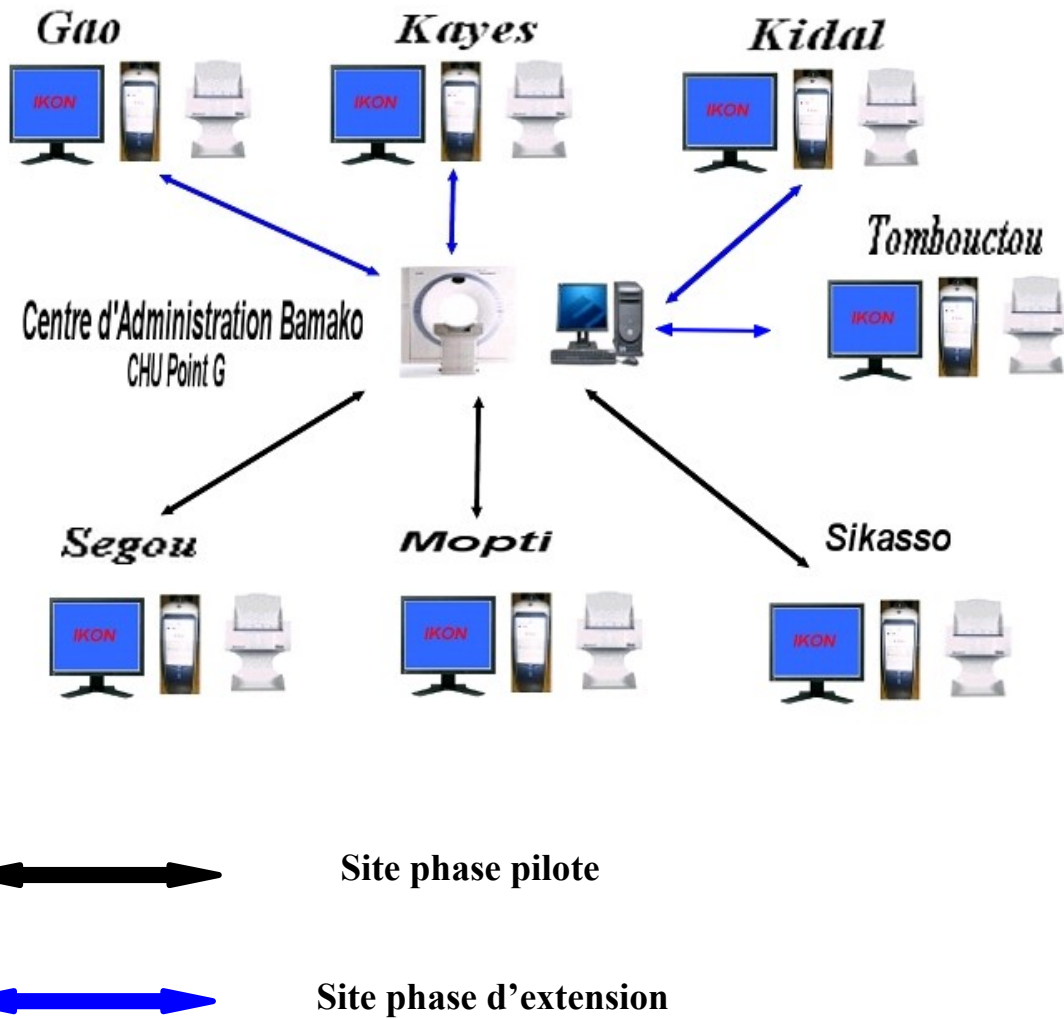 Gao
Kayes
Kidal
IKON
IKON
IKON
Tombouctou
IKON
Centre d'Administration Bamako
CHU Point G
Segou
Mopti
Sikasso
IKON
IKON
IKON
Site phase pilote
Site phase d’extension